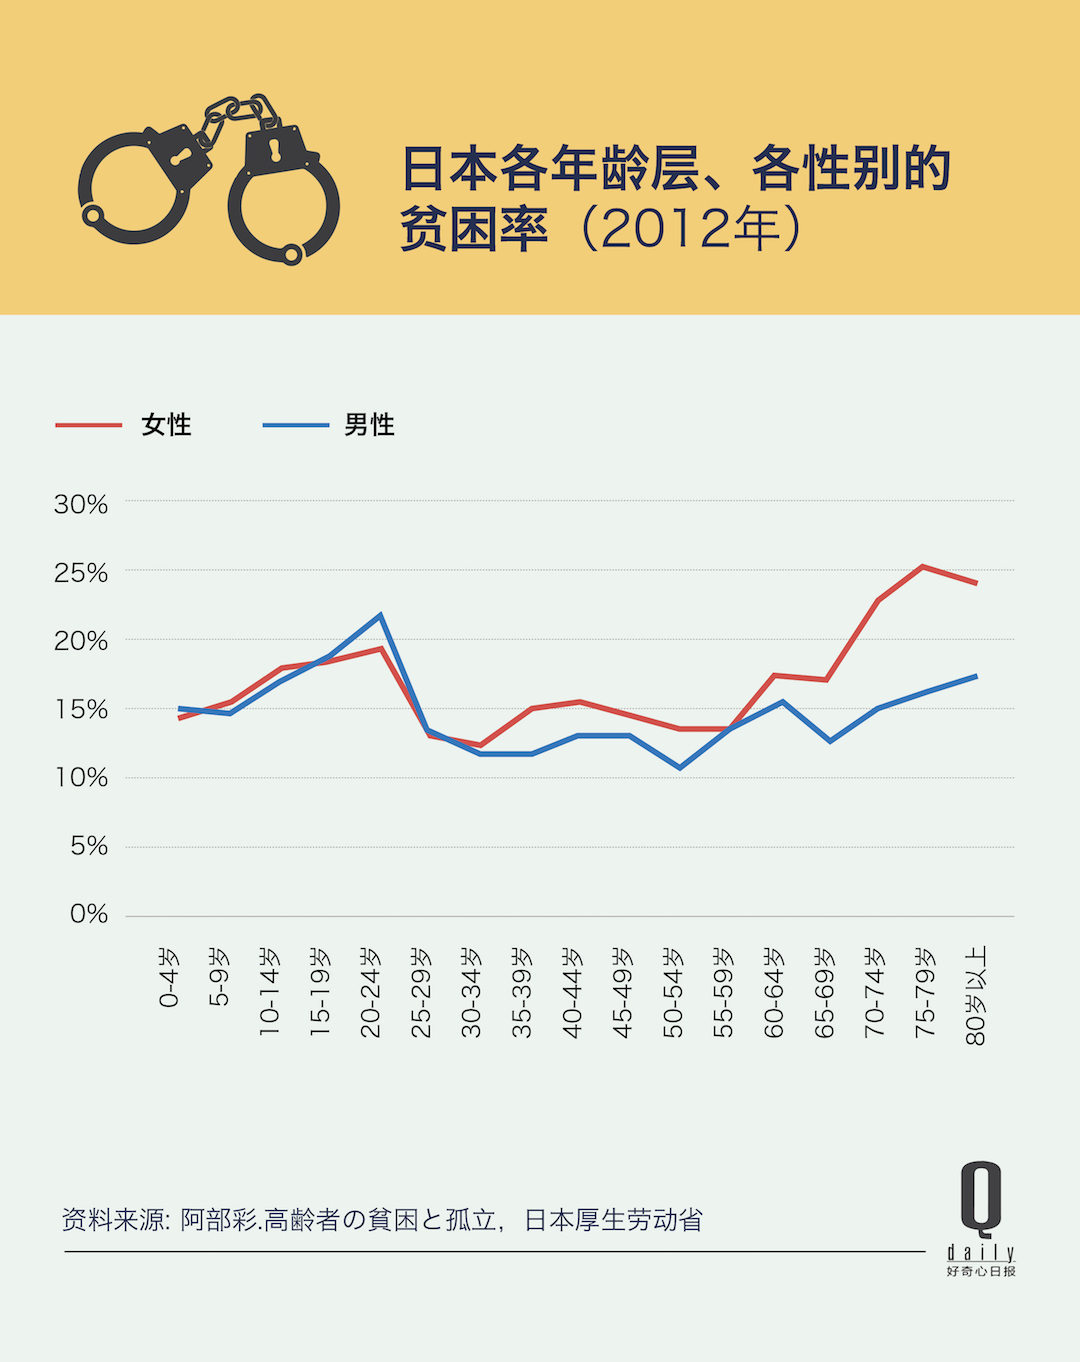 日本各年龄层、各性别的
贫困率（2012年）
女性
男性
30%
25%
20%
15%
10%
5%
0%
0-4岁
5-9岁
10-14岁
15-19岁
20-24岁
25-29岁
30-34岁
35-39岁
40-44岁
45-49岁
50-54岁
55-59岁
60-64岁
65-69岁
70-74岁
75-79岁
80岁以上
资料来源: 阿部彩.高齢者の貧困と孤立，日本厚生劳动省
Q
daily
好奇心日报